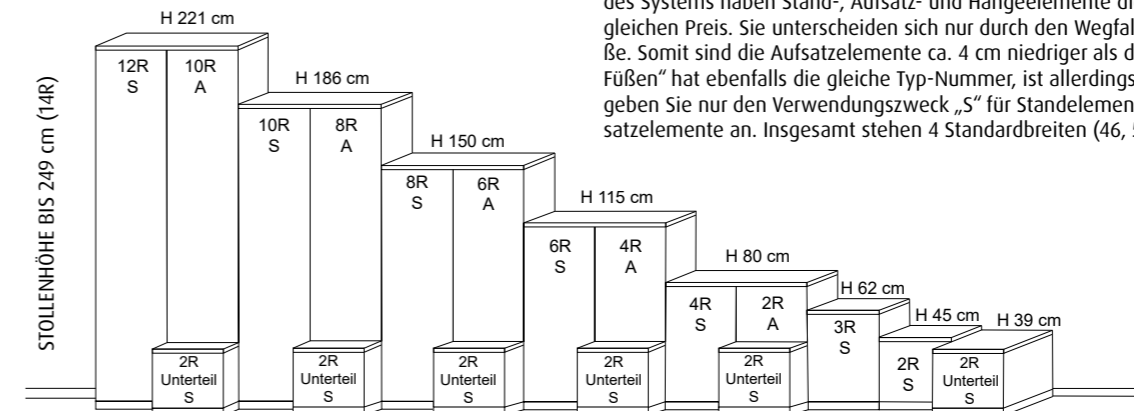 des Systems haben Stand-, Aufsatz- und Hängeelemente
gleichen Preis. Sie unterscheiden sich nur durch den
ße. Somit sind die Aufsatzelemente ca. 4 cm niedriger als
Füßen“ hat ebenfalls die gleiche Typ-Nummer, ist
geben Sie nur den Verwendungszweck „S“ für
satzelemente an. Insgesamt stehen 4 Standardbreiten (46,
STOLLENHÖHE BIS 249 cm (14R)
H 221 cm
12R
S
10R
A
2R
Unterteil
S
H 186 cm
10R
S
8R
A
2R
Unterteil
S
H 150 cm
8R
S
6R
A
2R
Unterteil
S
H 115 cm
6R
S
4R
A
2R
Unterteil
S
H 80 cm
4R
S
2R
A
2R
Unterteil
S
H 62 cm
3R
S
H 45 cm
2R
S
H 39 cm
2R
Unterteil
S